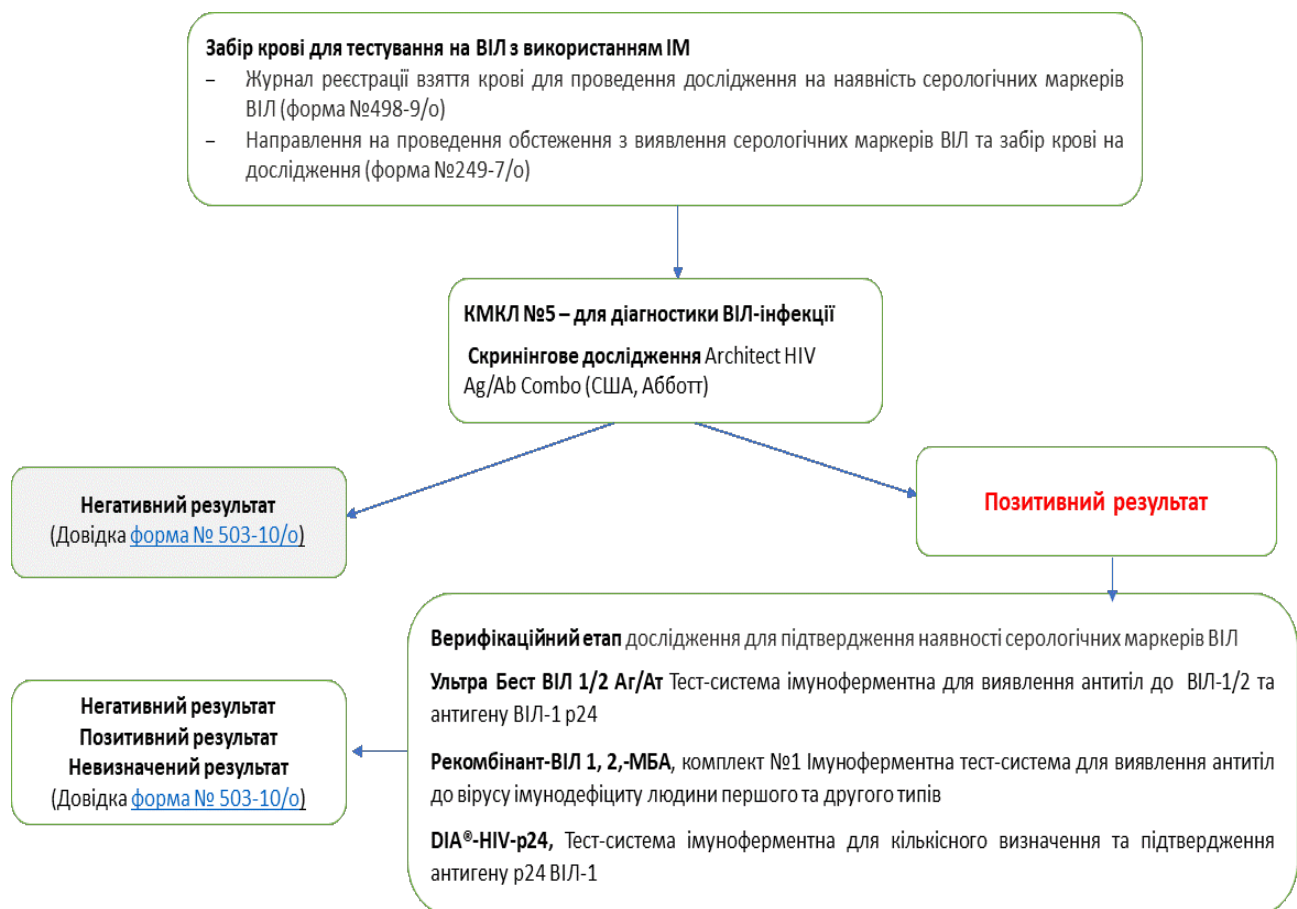 Забір крові для тестування на ВІЛ з використанням ІМ
– Журнал реєстрації взяття крові для проведення дослідження на наявність серологічних маркерів
ВІЛ (форма №498-9/о)
– Направлення на проведення обстеження з виявлення серологічних маркерів ВІЛ та забір крові на
дослідження (форма №249-7/о)
КМКЛ №5 – для діагностики ВІЛ-інфекції
Скринінгове дослідження Architect HIV
Ag/Ab Combo (США, Абботт)
Негативний результат
(Довідка форма № 503-10/о)
Позитивний результат
Верифікаційний етап дослідження для підтвердження наявності серологічних маркерів ВІЛ
Ультра Бест ВІЛ 1/2 Аг/Ат Тест-система імуноферментна для виявлення антитіл до ВІЛ-1/2 та
антигену ВІЛ-1 р24
Рекомбінант-ВІЛ 1, 2,-МБА, комплект №1 Імуноферментна тест-система для виявлення антитіл
до вірусу імунодефіциту людини першого та другого типів
DIA®-HIV-p24, Тест-система імуноферментна для кількісного визначення та підтвердження
антигену р24 ВІЛ-1
Негативний результат
Позитивний результат
Невизначений результат
(Довідка форма № 503-10/о)